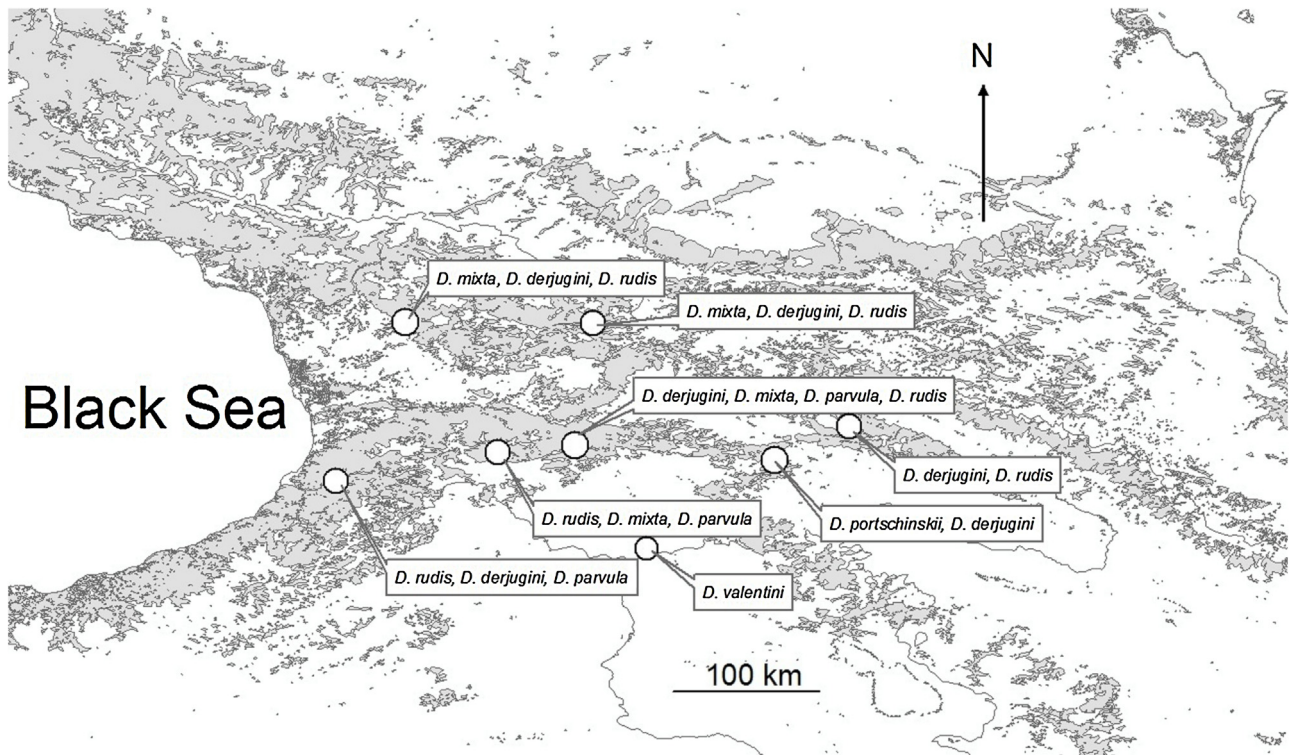 N
D. mixta, D. derjugini, D. rudis
D. mixta, D. derjugini, D. rudis
Black Sea
D. derjugini, D. mixta, D. parvula, D. rudis
D. derjugini, D. rudis
D. rudis, D. mixta, D. parvula
D. portschinskii, D. derjugini
D. rudis, D. derjugini, D. parvula
D. valentini
100 km